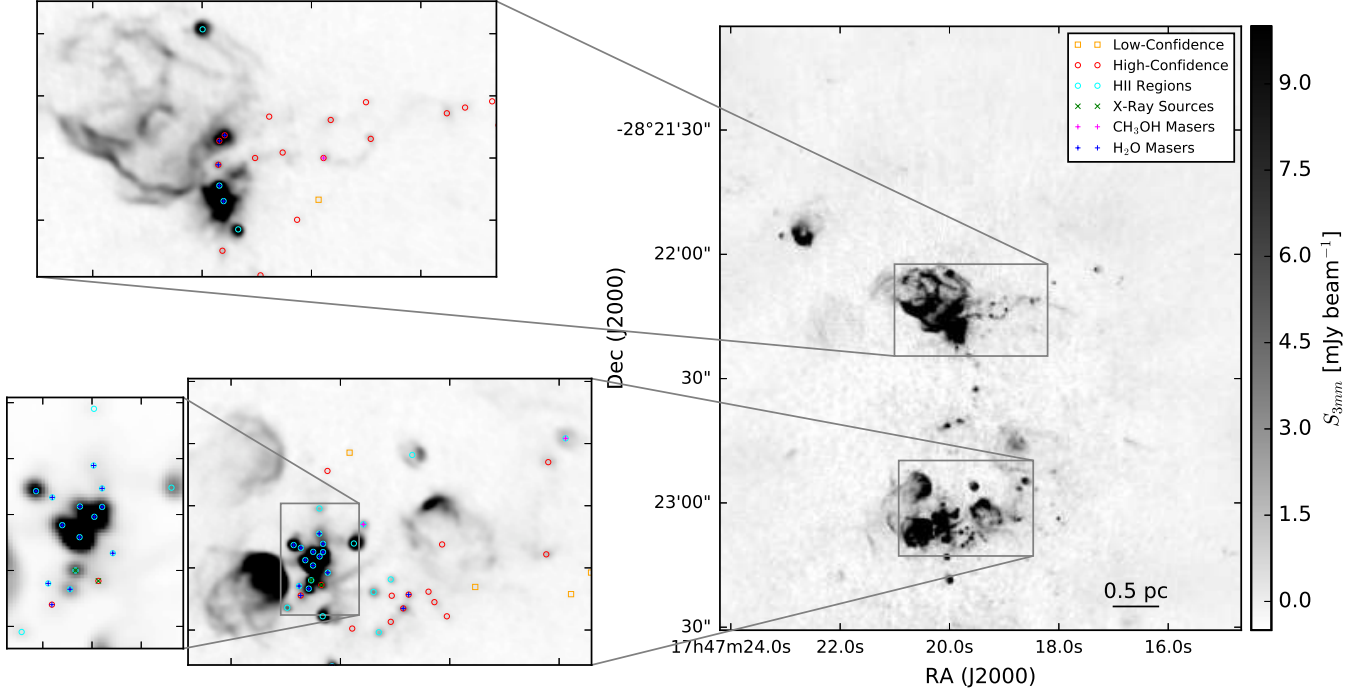 Low-Confidence
High-Confidence
HII Regions
X-Ray Sources
CH₃OH Masers
H₂O Masers
-28°21'30"
22'00"
30"
23'00"
30"
Dec (J2000)
17h47m24.0s 22.0s 20.0s 18.0s 16.0s
RA (J2000)
0.5 pc
9.0
7.5
6.0
4.5
3.0
1.5
0.0
S₃mm [mJy beam⁻¹]